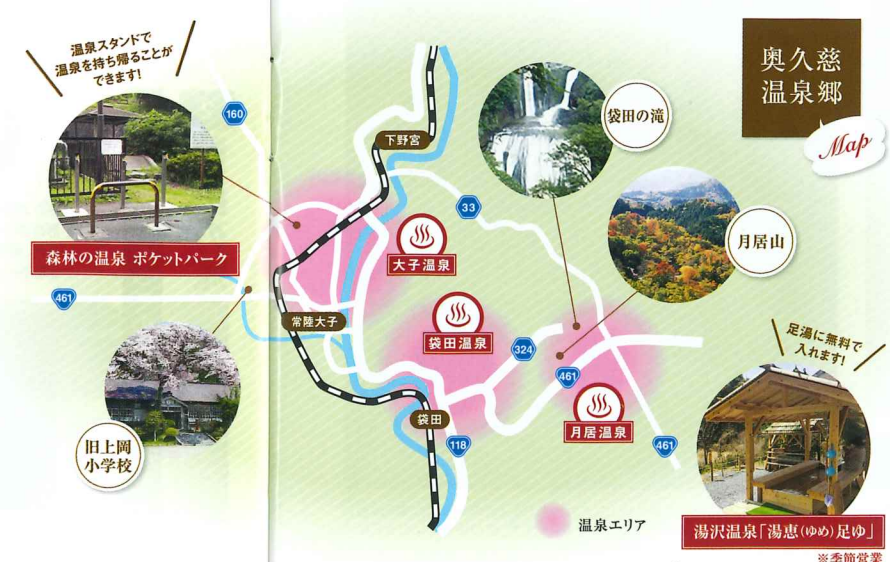 温泉スタンドで
温泉を持ち帰ることが
できます!
奥久慈
温泉郷
Map
160
下野宮
袋田の滝
33
月居山
森林の温泉 ポケットパーク
大子温泉
461
常陸大子
袋田温泉
324
足湯に無料で
入れます!
461
旧上岡
小学校
袋田
月居温泉
118
461
温泉エリア
湯沢温泉「湯恵(ゆめ)足ゆ」
※季節営業